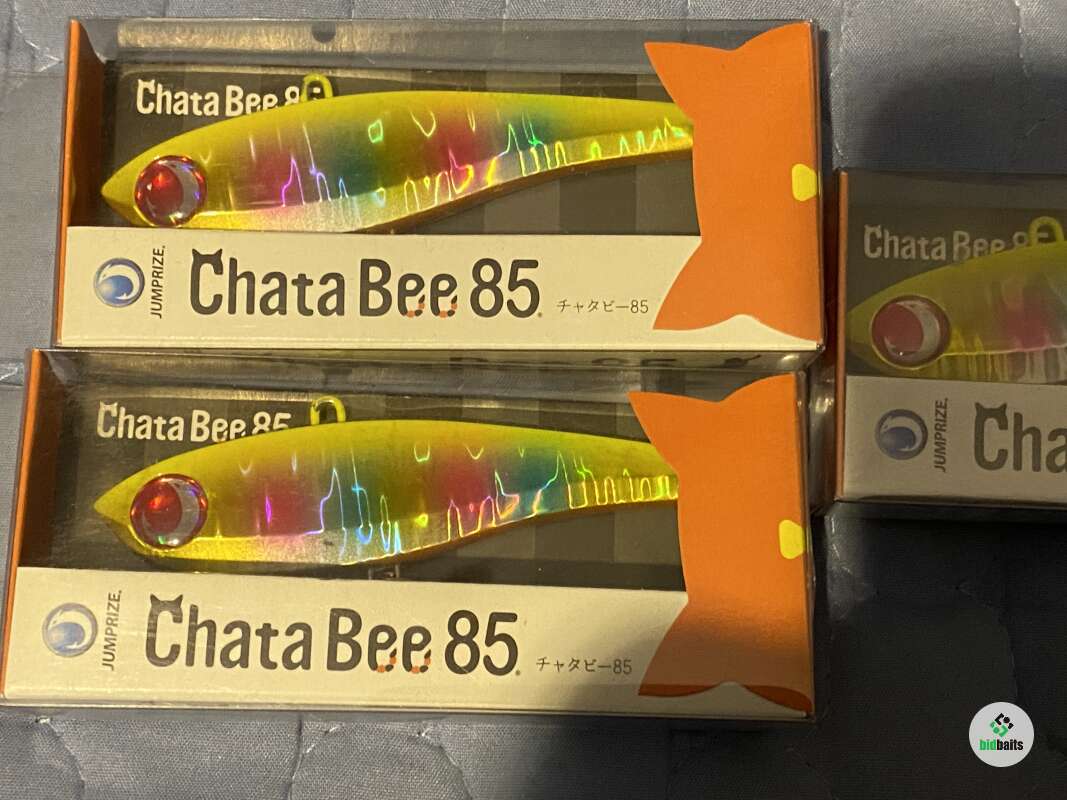 Chata Bee 85
JUMPRIZE.
Chata Bee 85.
チャタビー85
Chata Bee 85
JUMPRIZE.
Chata Bee 85.
チャタビー85
Chata Bee 85
JUMPRIZE.
Cha
bidbaits